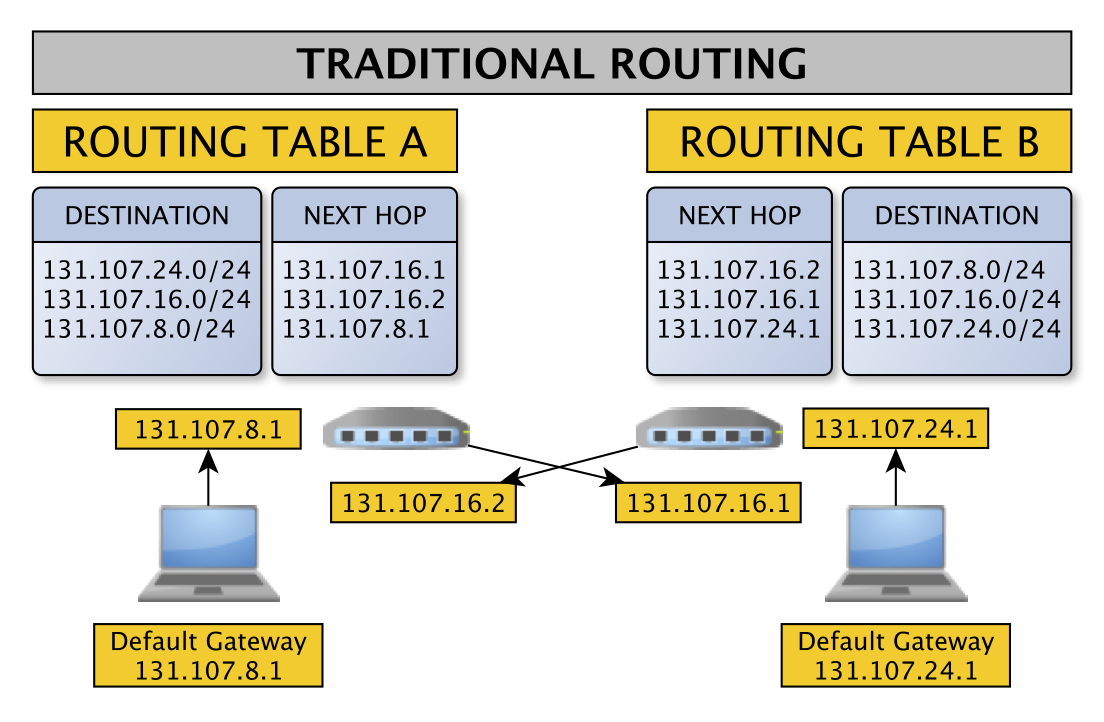 TRADITIONAL ROUTING
ROUTING TABLE A
DESTINATION
131.107.24.0/24
131.107.16.0/24
131.107.8.0/24
NEXT HOP
131.107.16.1
131.107.16.2
131.107.8.1
ROUTING TABLE B
NEXT HOP
131.107.16.2
131.107.16.1
131.107.24.1
DESTINATION
131.107.8.0/24
131.107.16.0/24
131.107.24.0/24
131.107.8.1
131.107.24.1
131.107.16.2
131.107.16.1
Default Gateway
131.107.8.1
Default Gateway
131.107.24.1